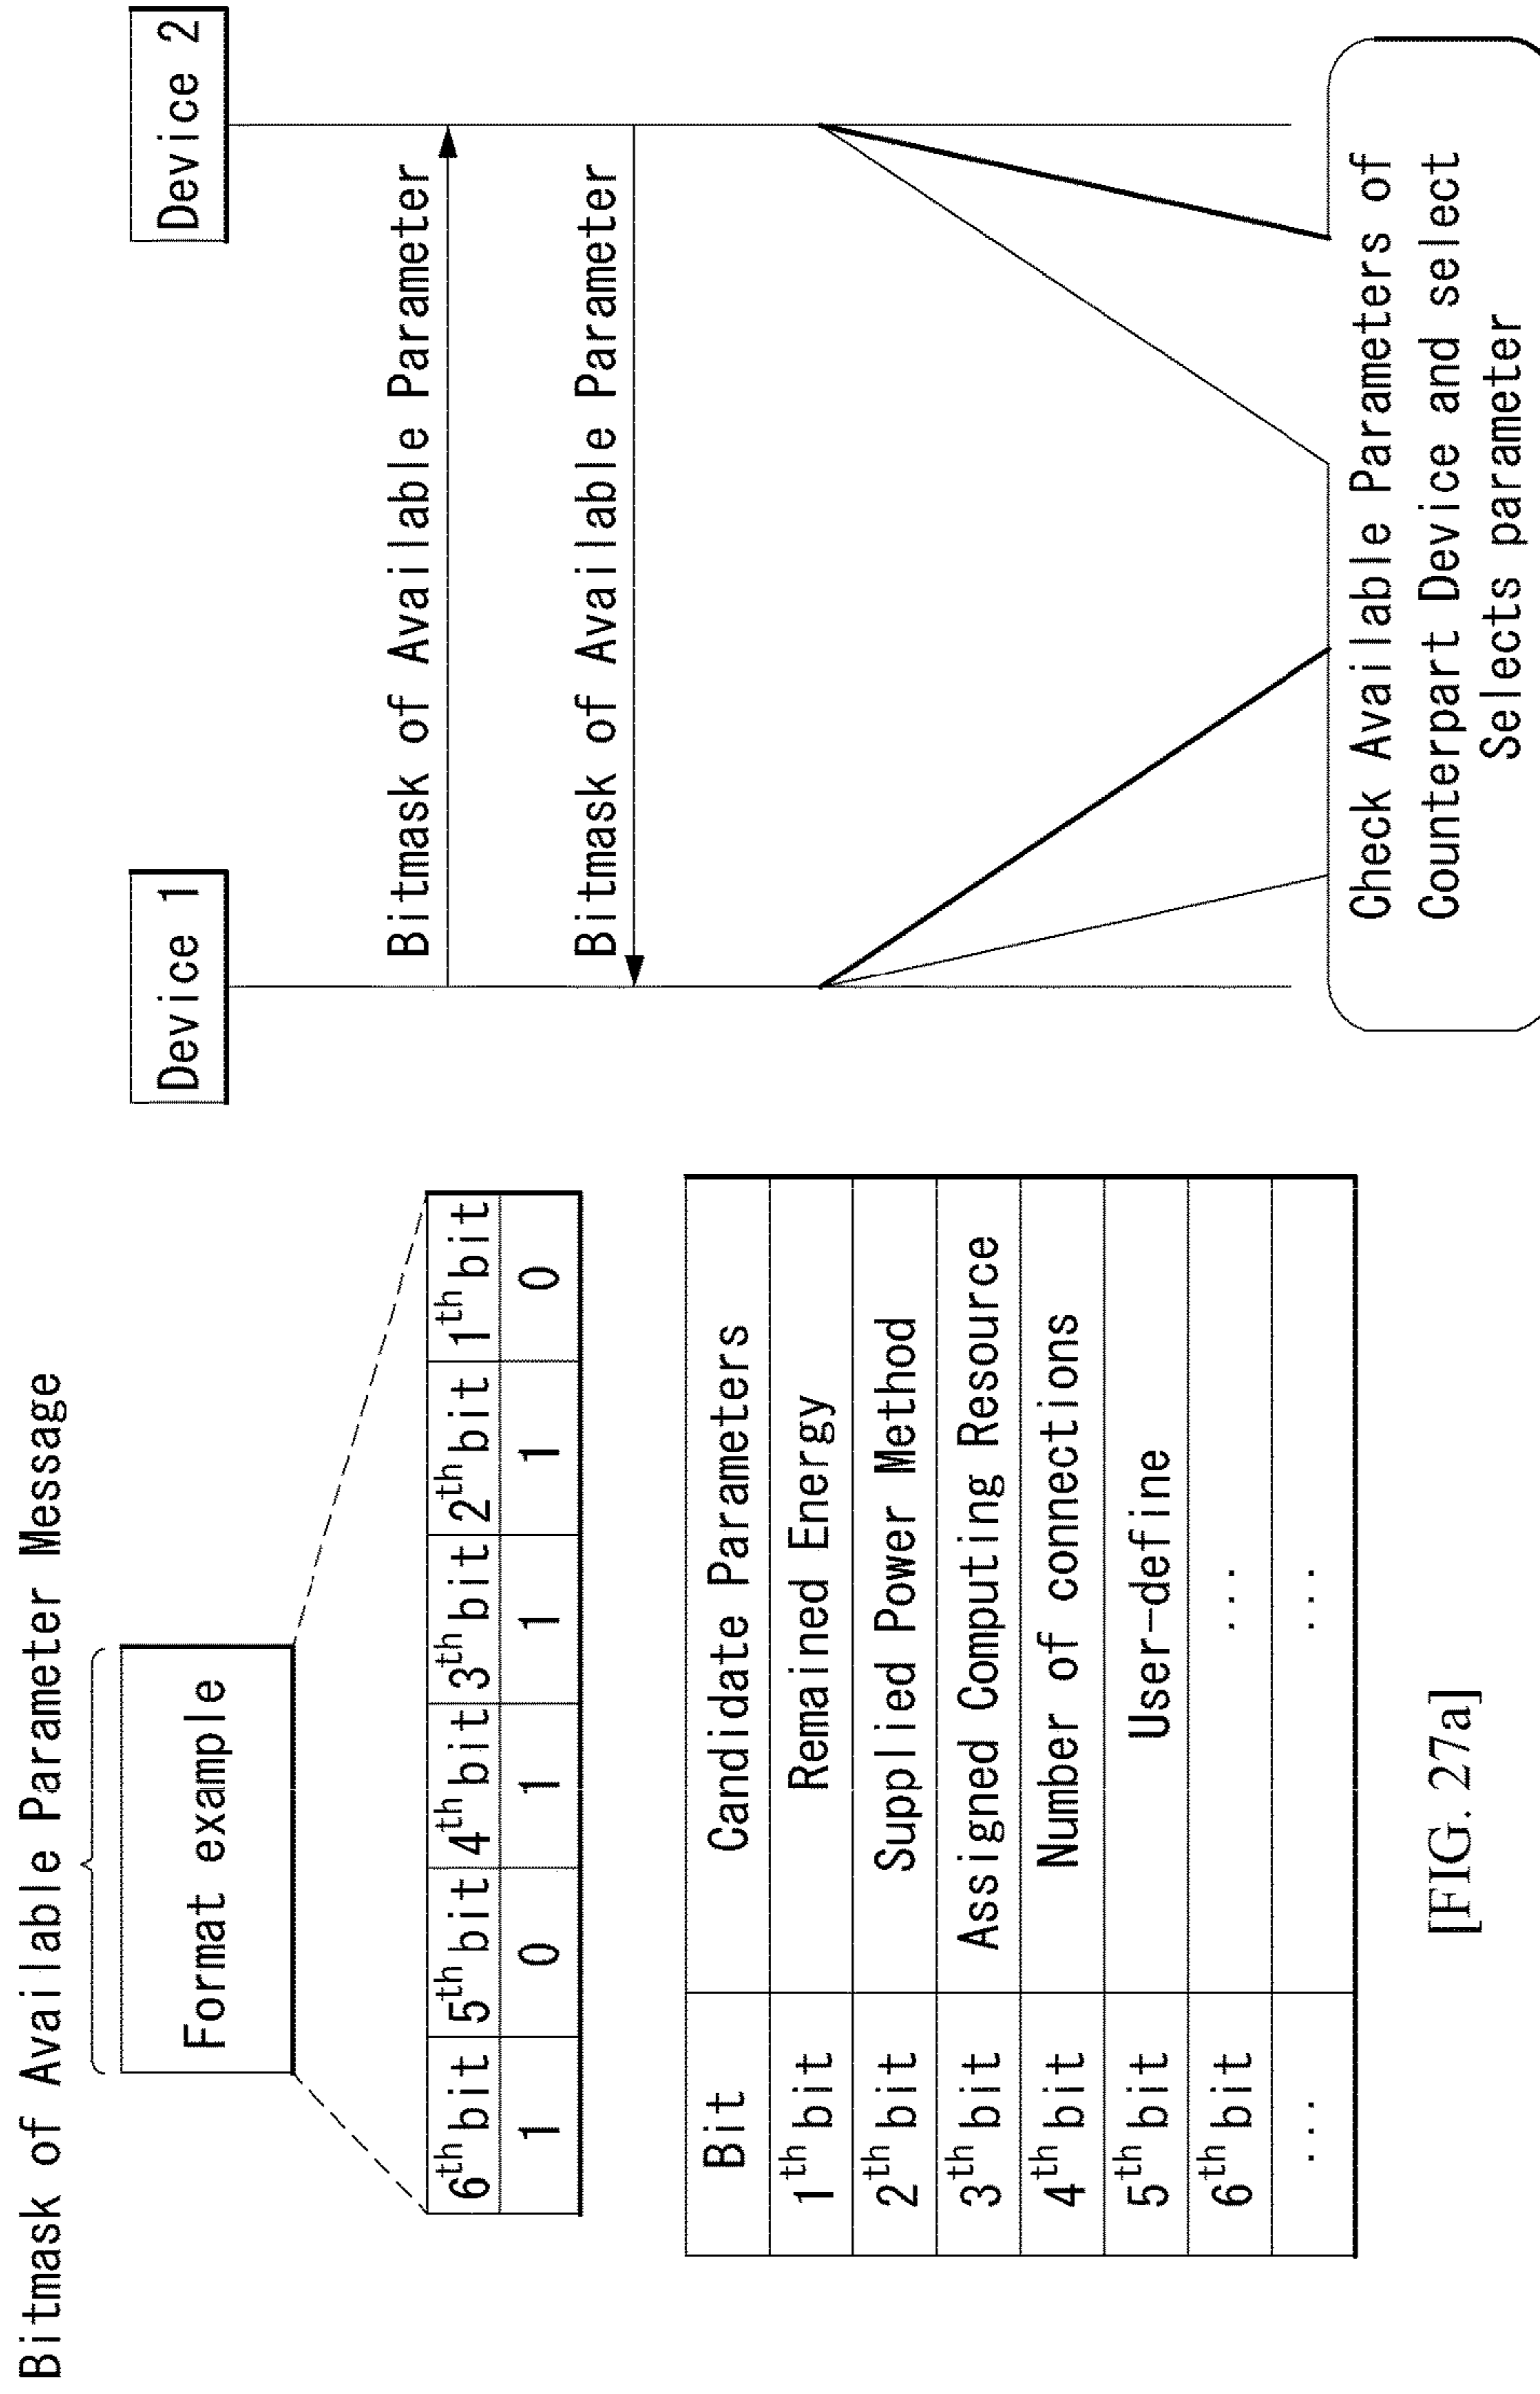 Bitmask of Available Parameter Message
Format example
6th bit 5th bit 4th bit 3th bit 2th bit 1th bit
1 0 1 1 1 0
Bit Candidate Parameters
1th bit Remained Energy
2th bit Supplied Power Method
3th bit Assigned Computing Resource
4th bit Number of connections
5th bit User-define
6th bit ...
... ...
Device 1 Device 2
Bitmask of Available Parameter
Bitmask of Available Parameter
Check Available Parameters of
Counterpart Device and select
Selects parameter
[FIG. 27a]